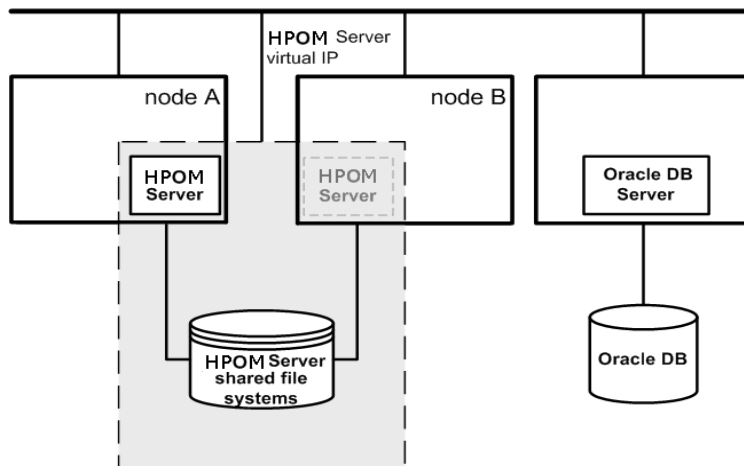 HPOM Server
virtual IP
node A
node B
HPOM
Server
HPOM
Server
Oracle DB
Server
HPOM Server
shared file
systems
Oracle DB